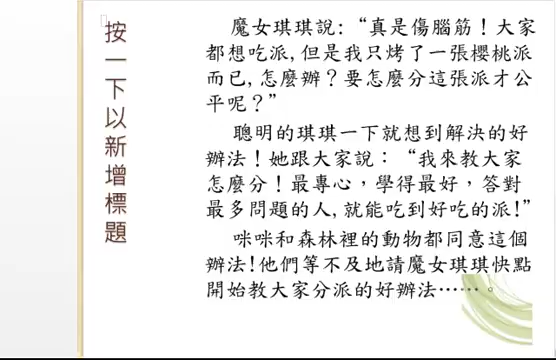 按一下以新增標題
魔女琪琪說:“真是傷腦筋!大家
都想吃派,但是我只烤了一張櫻桃派
而已,怎麼辦?要怎麼分這張派才公
平呢?”
聰明的琪琪一下就想到解決的好
辦法!她跟大家說:“我來教大家
怎麼分!最專心,學得最好,答對
最多問題的人,就能吃到好吃的派!”
咪咪和森林裡的動物都同意這個
辦法!他們等不及地請魔女琪琪快點
開始教大家分派的好辦法……。